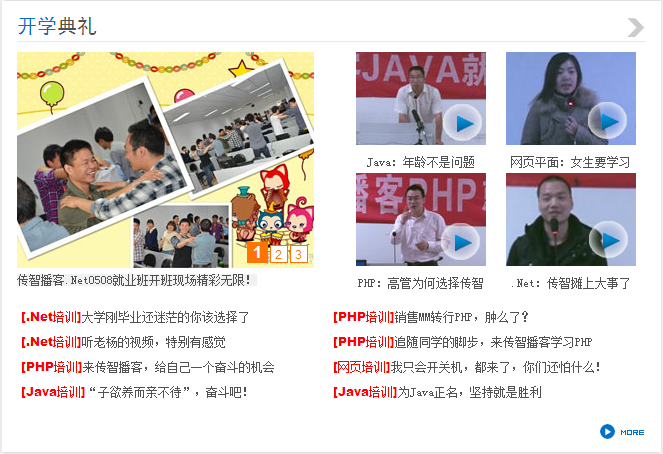 开学典礼
客JAVA就
1 2 3
传智播客.Net0508就业班开班现场精彩无限!
Java: 年龄不是问题
网页平面: 女生要学习
播客PHP
PHP: 高管为何选择传智
.Net: 传智摊上大事了
[.Net培训]大学刚毕业还迷茫的你该选择了
[.Net培训]听老杨的视频，特别有感觉
[PHP培训]来传智播客，给自己一个奋斗的机会
[Java培训]“子欲养而亲不待”，奋斗吧!
[PHP培训]销售MM转行PHP，肿么了?
[PHP培训]追随同学的脚步，来传智播客学习PHP
[网页培训]我只会开关机，都来了，你们还怕什么!
[Java培训]为Java正名，坚持就是胜利
MORE